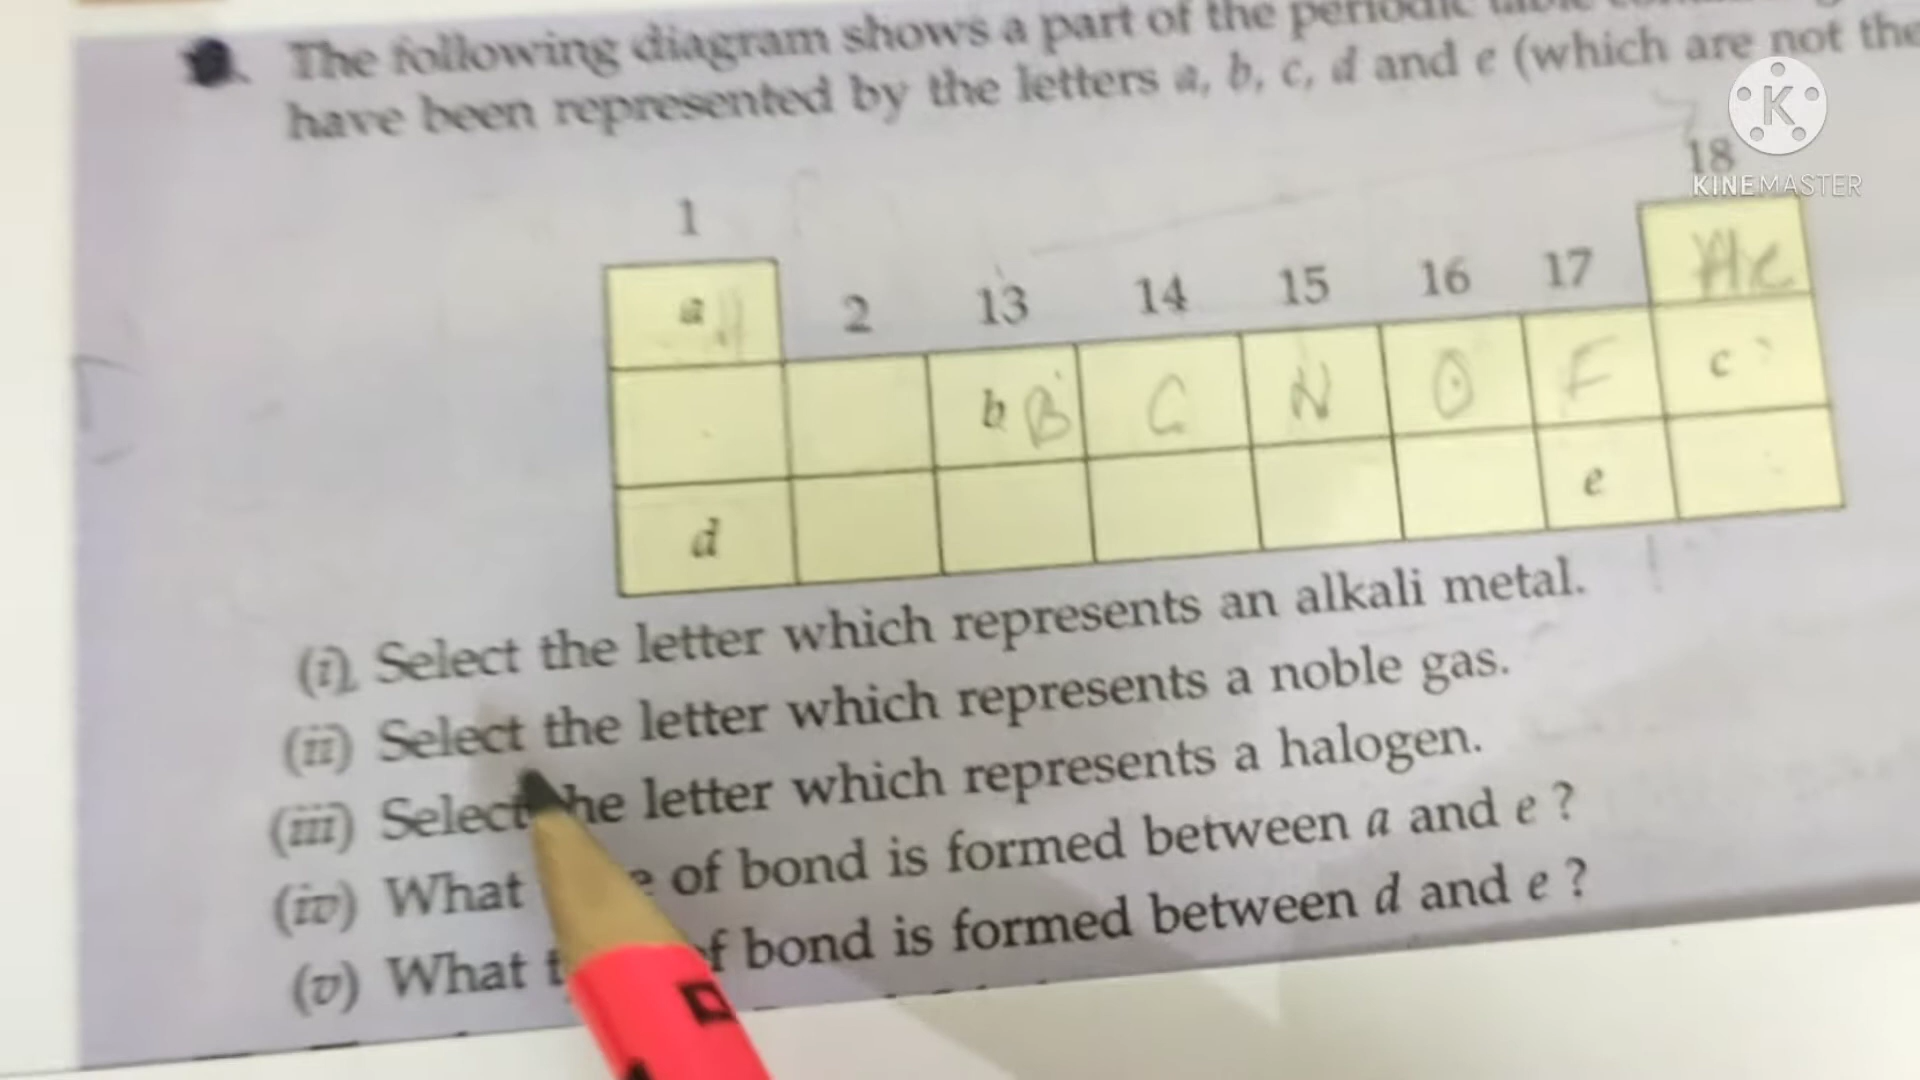 The following diagram shows a part of the periodic
have been represented by the letters a, b, c, d and e (which are not the
K
KINEMASTER
18
1
2 13 14 15 16 17
He
a H
b B C N O F c
d e
(i) Select the letter which represents an alkali metal.
(ii) Select the letter which represents a noble gas.
(iii) Select the letter which represents a halogen.
(iv) What of bond is formed between a and e ?
(v) What of bond is formed between d and e ?